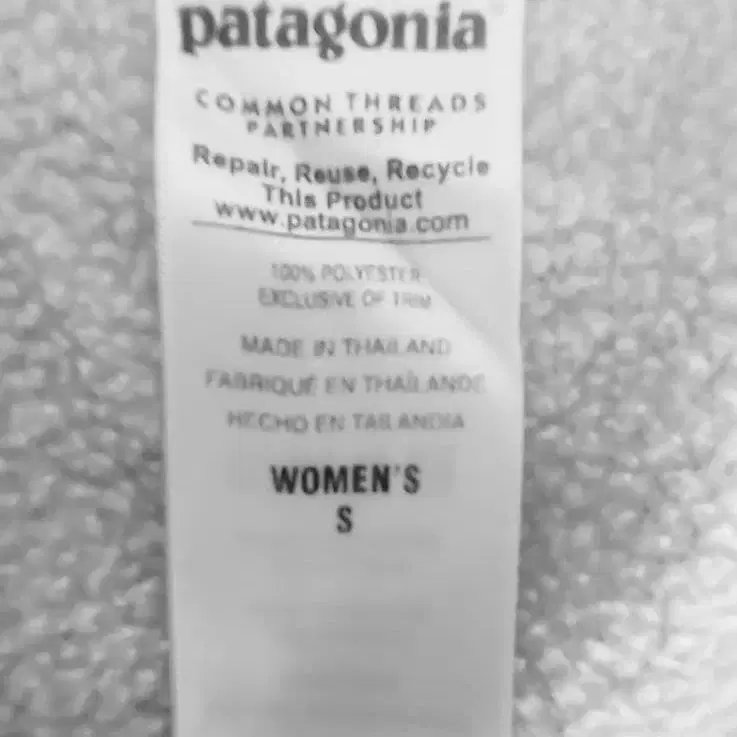 patagonia
COMMON THREADS
PARTNERSHIP
Repair, Reuse, Recycle
This Product
www.patagonia.com
100% POLYESTER
EXCLUSIVE OF TRIM
MADE IN THAILAND
FABRIQUÉ EN THAÏLANDE
HECHO EN TAILANDIA
WOMEN'S
S